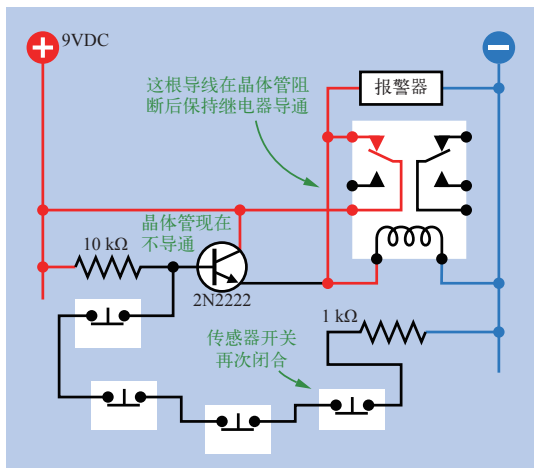 9VDC
报警器
这根导线在晶体管阻
断后保持继电器导通
晶体管现在
不导通
10 kΩ
2N2222
1 kΩ
传感器开关
再次闭合